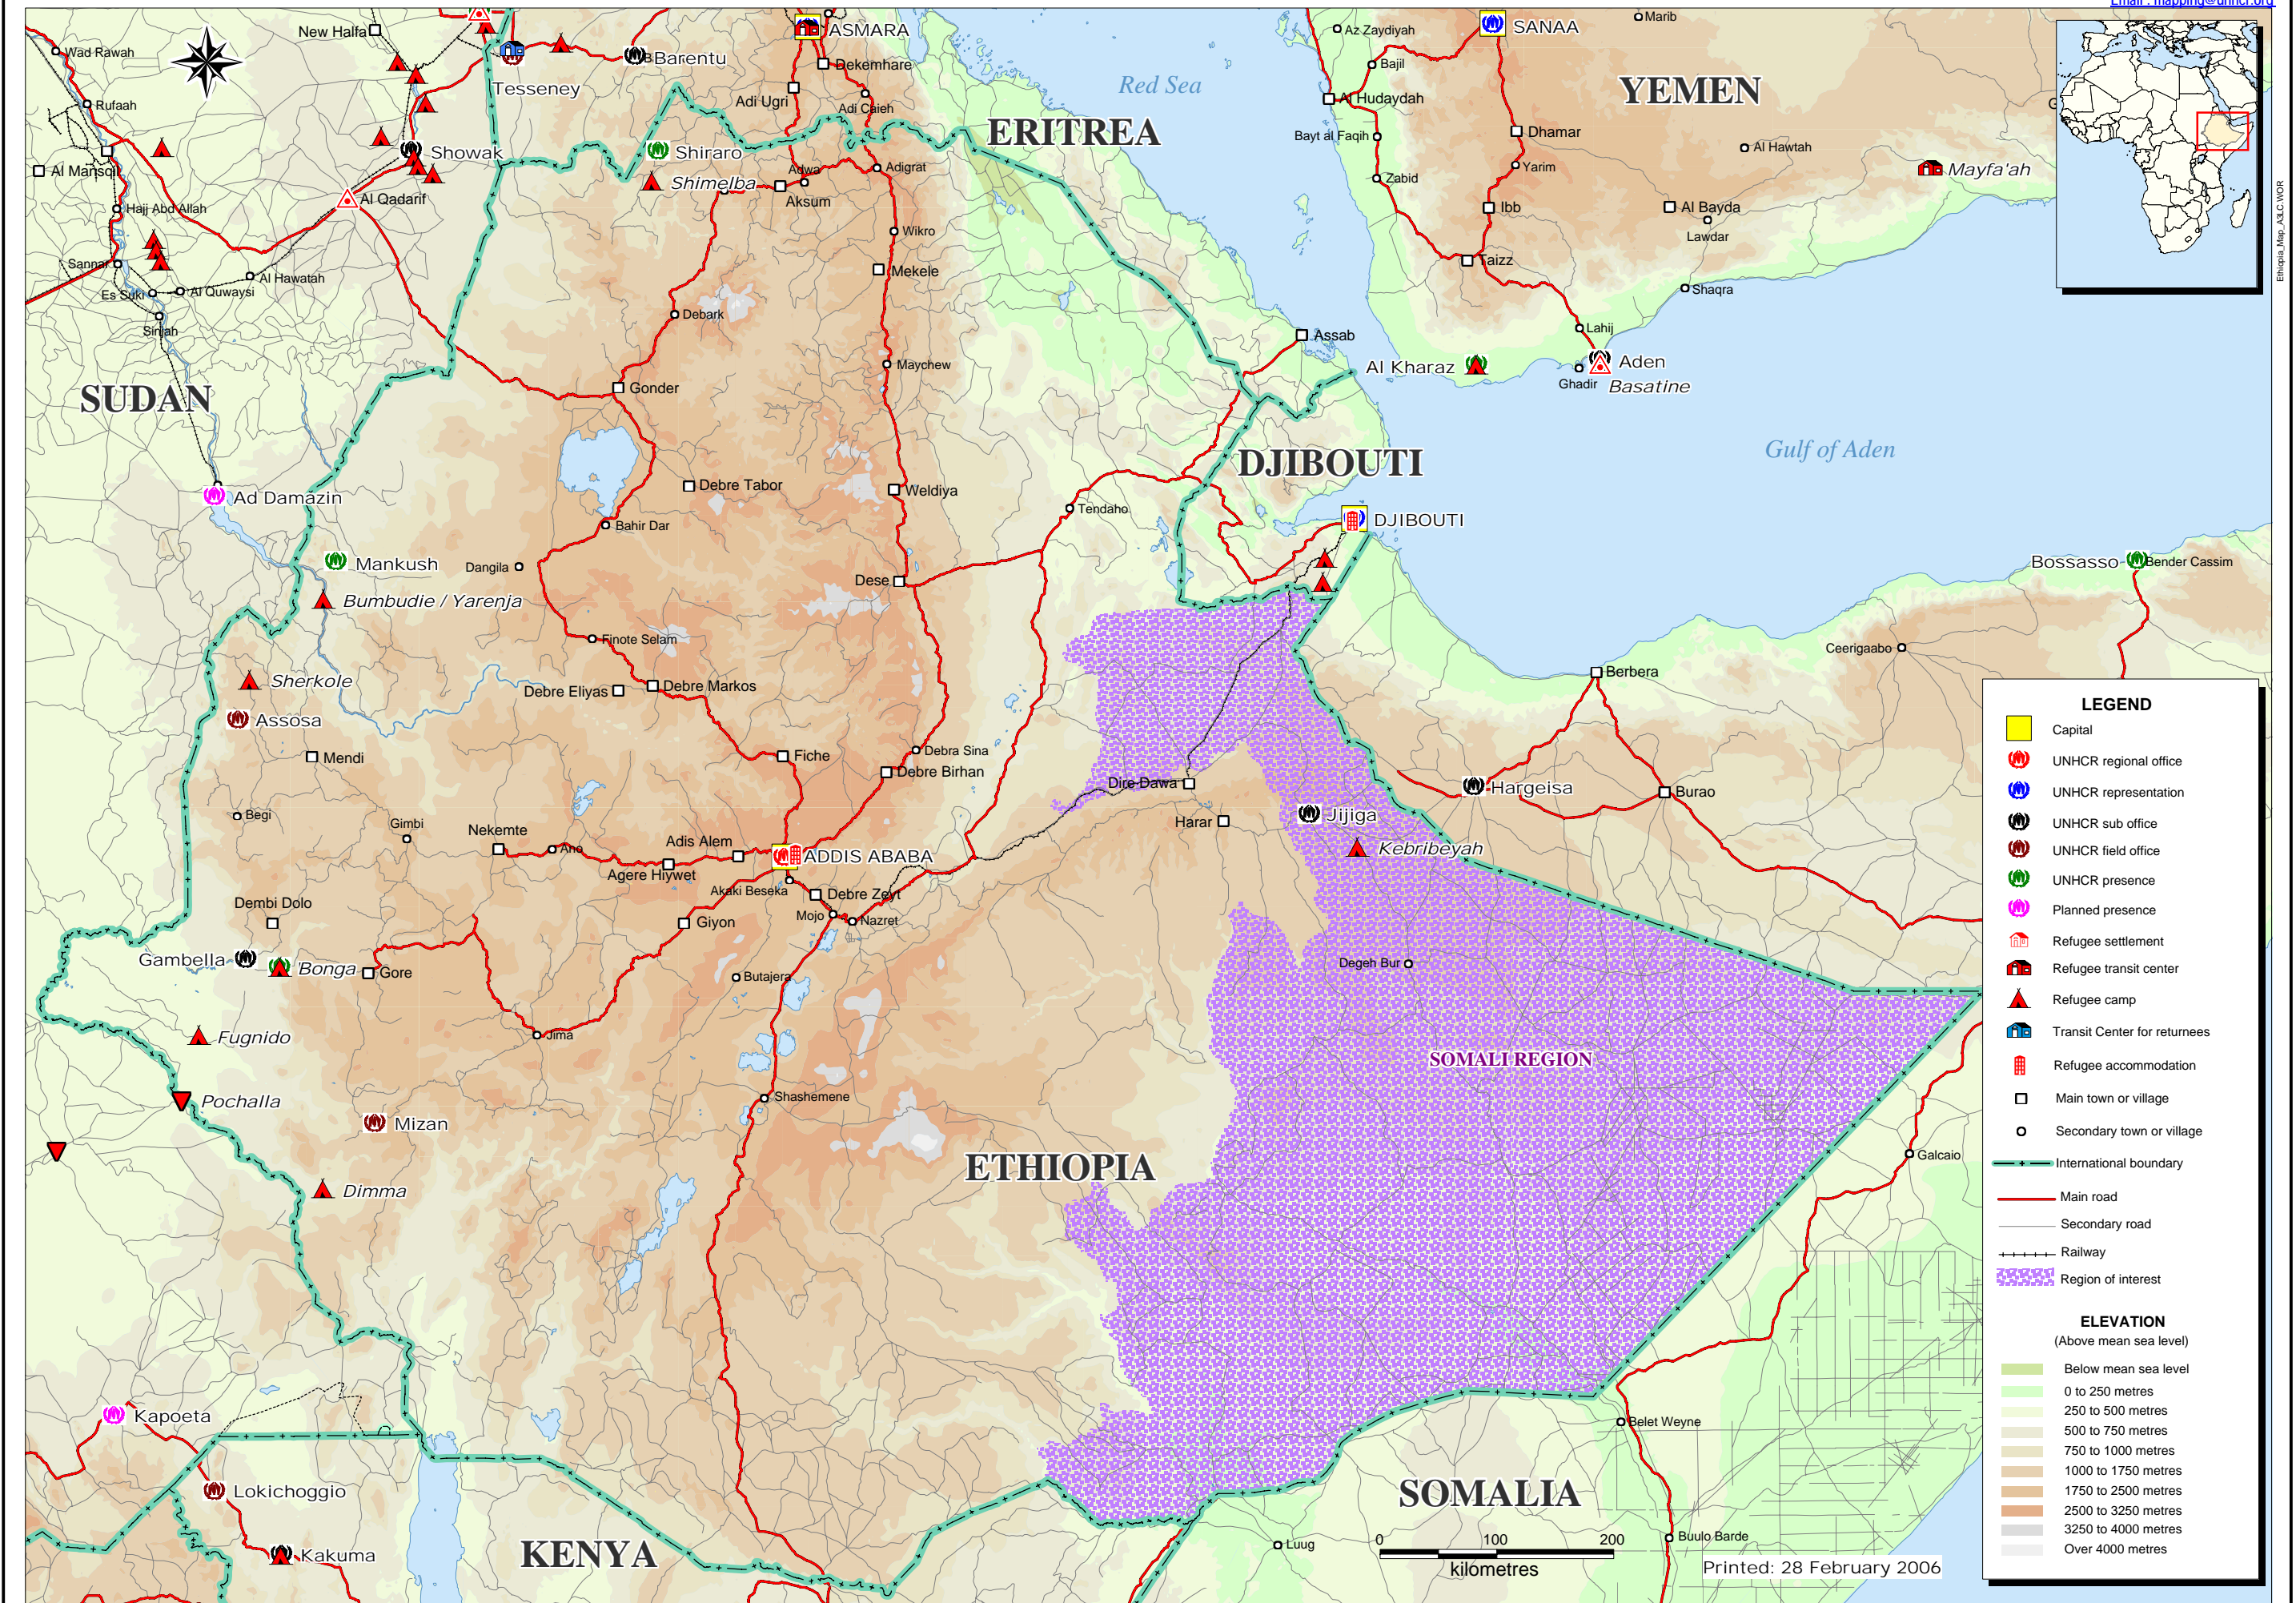 Email : mapping@unhcr.org
New Halfa
Wad Rawah
Barentu
ASMARA
Dekemhare
Tesseney
Adi Ugri
Adi Caieh
Red Sea
Az Zaydiyah
SANAA
Marib
Bajil
YEMEN
Al Hudaydah
Rufaah
ERITREA
Bayt al Faqih
Dhamar
Al Hawtah
Showak
Shiraro
Adwa
Adigrat
Yarim
Mayfa'ah
Al Qadarif
Shimelba
Aksum
Zabid
Ibb
Al Bayda
Lawdar
Hajj Abd Allah
Wikro
Ethiopia_Map_A3LC.WOR
Sannar
Al Hawatah
Mekele
Taizz
Es Suki
Al Quwaysi
Shaqra
Sinjah
Debark
Lahij
Assab
Maychew
Al Kharaz
Aden
Ghadir
Basatine
SUDAN
Gonder
DJIBOUTI
Gulf of Aden
Ad Damazin
Debre Tabor
Weldiya
Tendaho
Bahir Dar
DJIBOUTI
Mankush
Dangila
Dese
Bossasso
Bender Cassim
Bumbudie / Yarenja
Finote Selam
Ceerigaabo
Sherkole
Debre Eliyas
Debre Markos
Berbera
Assosa
Mendi
Fiche
Debra Sina
Debre Birhan
Dire Dawa
Hargeisa
Burao
Begi
Gimbi
Nekemte
Ano
Adis Alem
Harar
Jijiga
Kebribeyah
Agere Hiywet
ADDIS ABABA
Akaki Beseka
Debre Zeyt
Dembi Dolo
Giyon
Mojo
Nazret
Gambella
Bonga
Gore
Butajera
Degeh Bur
Fugnido
Jima
SOMALI REGION
Pochalla
Shashemene
Mizan
ETHIOPIA
Galcaio
Dimma
Kapoeta
Belet Weyne
Lokichoggio
SOMALIA
Kakuma
KENYA
Luug
Buulo Barde
0 100 200
kilometres
Printed: 28 February 2006
LEGEND
Capital
UNHCR regional office
UNHCR representation
UNHCR sub office
UNHCR field office
UNHCR presence
Planned presence
Refugee settlement
Refugee transit center
Refugee camp
Transit Center for returnees
Refugee accommodation
Main town or village
Secondary town or village
International boundary
Main road
Secondary road
Railway
Region of interest
ELEVATION
(Above mean sea level)
Below mean sea level
0 to 250 metres
250 to 500 metres
500 to 750 metres
750 to 1000 metres
1000 to 1750 metres
1750 to 2500 metres
2500 to 3250 metres
3250 to 4000 metres
Over 4000 metres